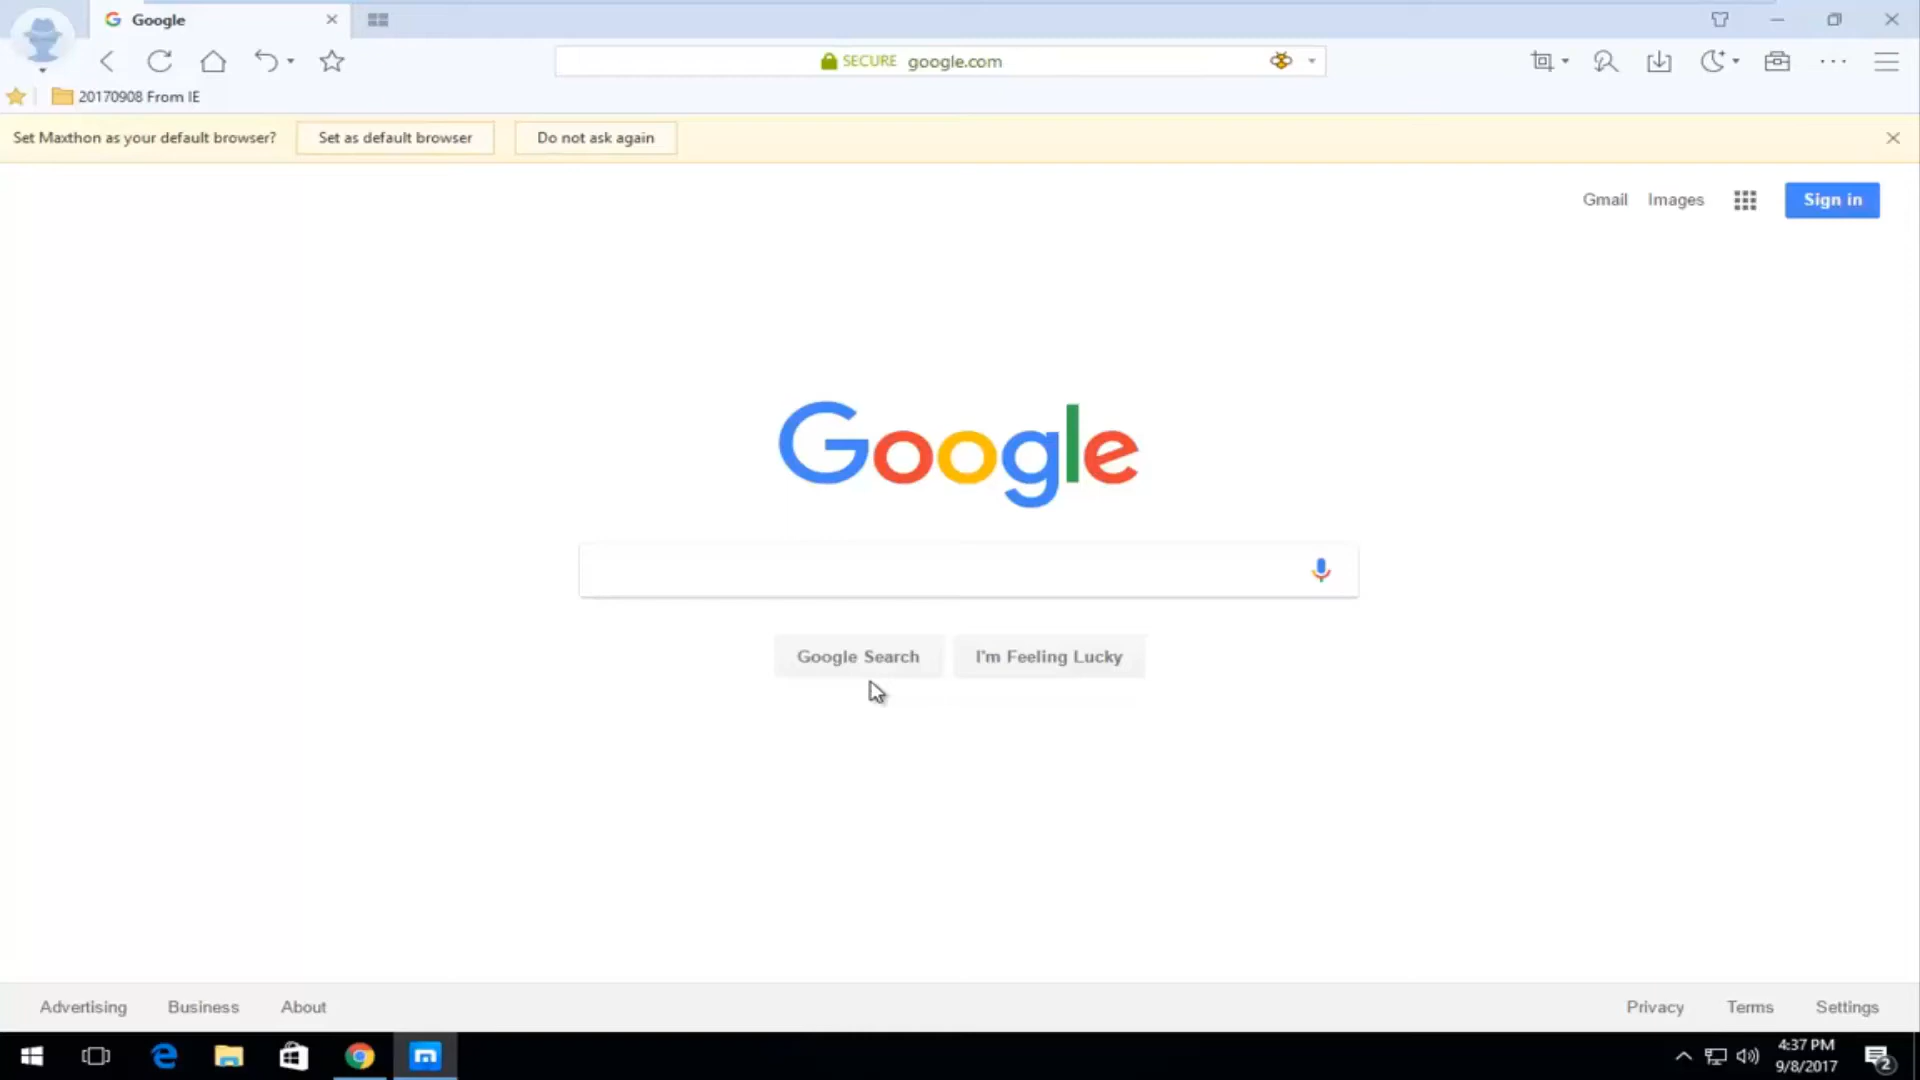 Google
SECURE google.com
20170908 From IE
Set Maxthon as your default browser? Set as default browser Do not ask again
Gmail Images Sign in
Google
Google Search I'm Feeling Lucky
Advertising Business About Privacy Terms Settings
4:37 PM
9/8/2017
2